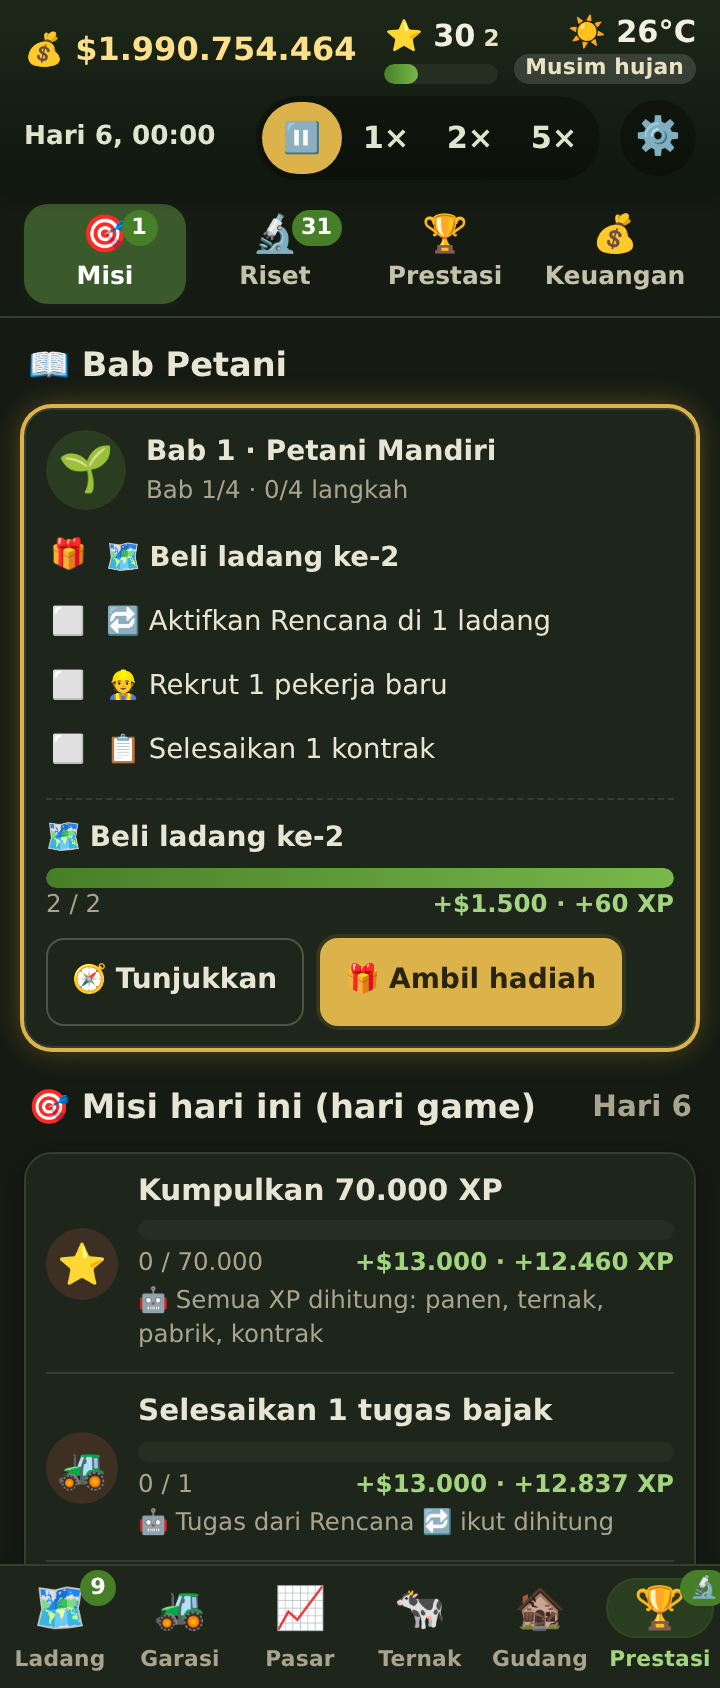 $1.990.754.464
30 2
26°C
Musim hujan
Hari 6, 00:00
1× 2× 5×
1
Misi
31
Riset
Prestasi
Keuangan
Bab Petani
Bab 1 · Petani Mandiri
Bab 1/4 · 0/4 langkah
Beli ladang ke-2
Aktifkan Rencana di 1 ladang
Rekrut 1 pekerja baru
Selesaikan 1 kontrak
Beli ladang ke-2
2 / 2 +$1.500 · +60 XP
Tunjukkan
Ambil hadiah
Misi hari ini (hari game) Hari 6
Kumpulkan 70.000 XP
0 / 70.000 +$13.000 · +12.460 XP
Semua XP dihitung: panen, ternak,
pabrik, kontrak
Selesaikan 1 tugas bajak
0 / 1 +$13.000 · +12.837 XP
Tugas dari Rencana ikut dihitung
9
Ladang
Garasi
Pasar
Ternak
Gudang
Prestasi